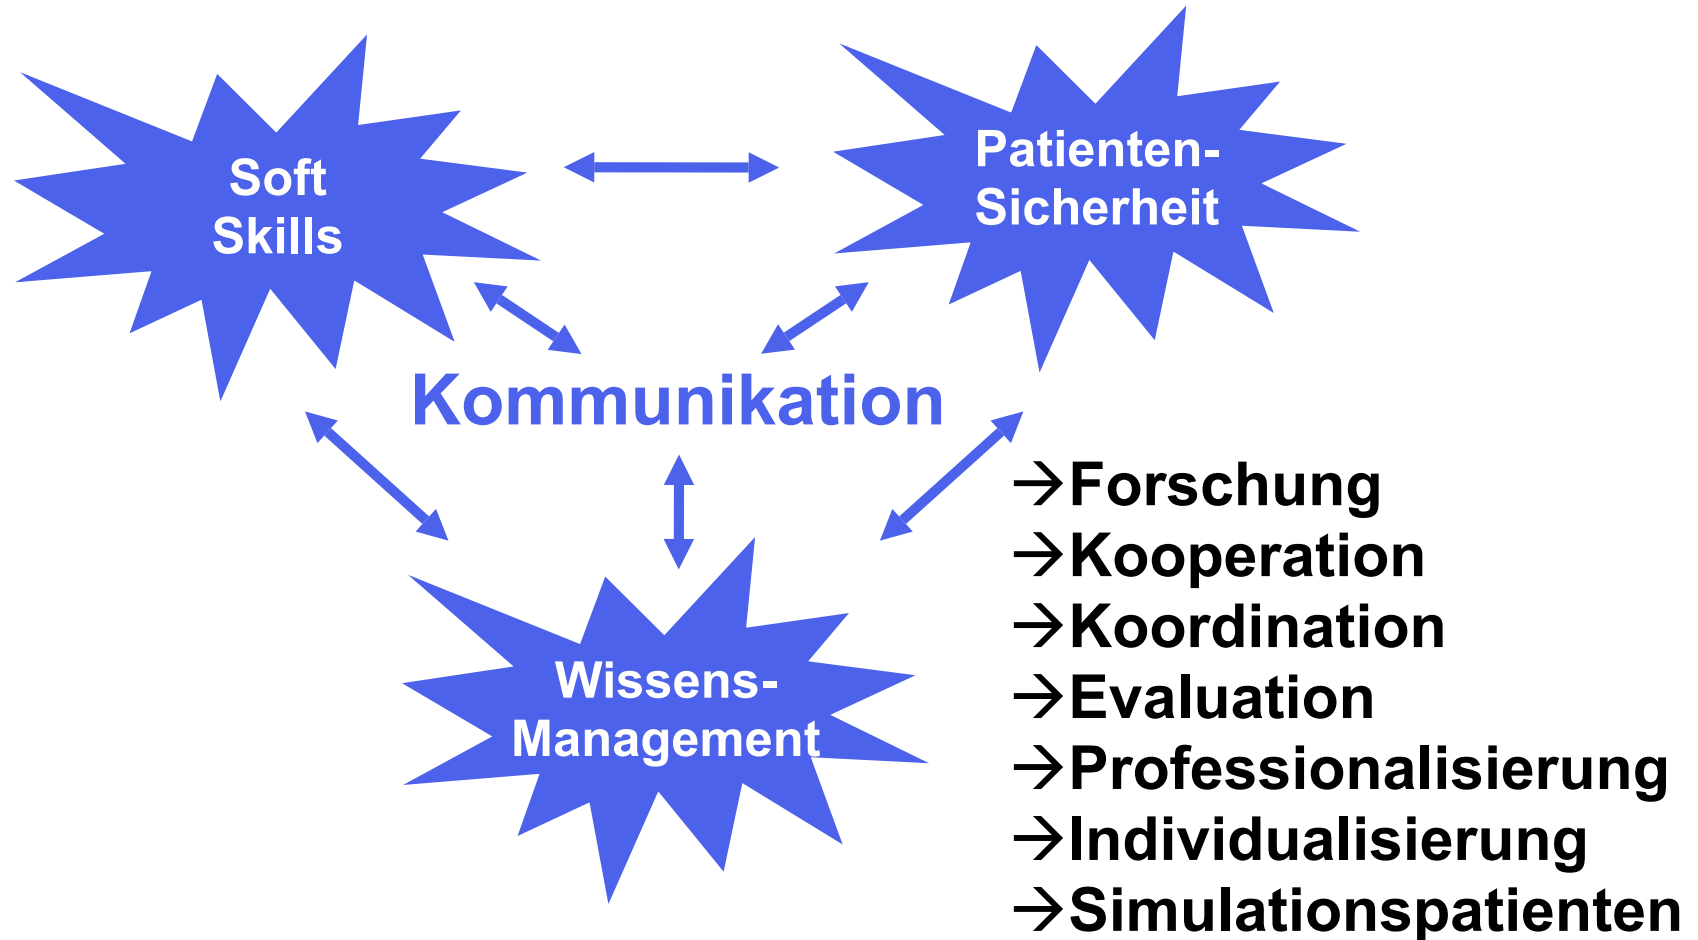 Soft
Skills
Patienten-
Sicherheit
Kommunikation
Wissens-
Management
→Forschung
→Kooperation
→Koordination
→Evaluation
→Professionalisierung
→Individualisierung
→Simulationspatienten